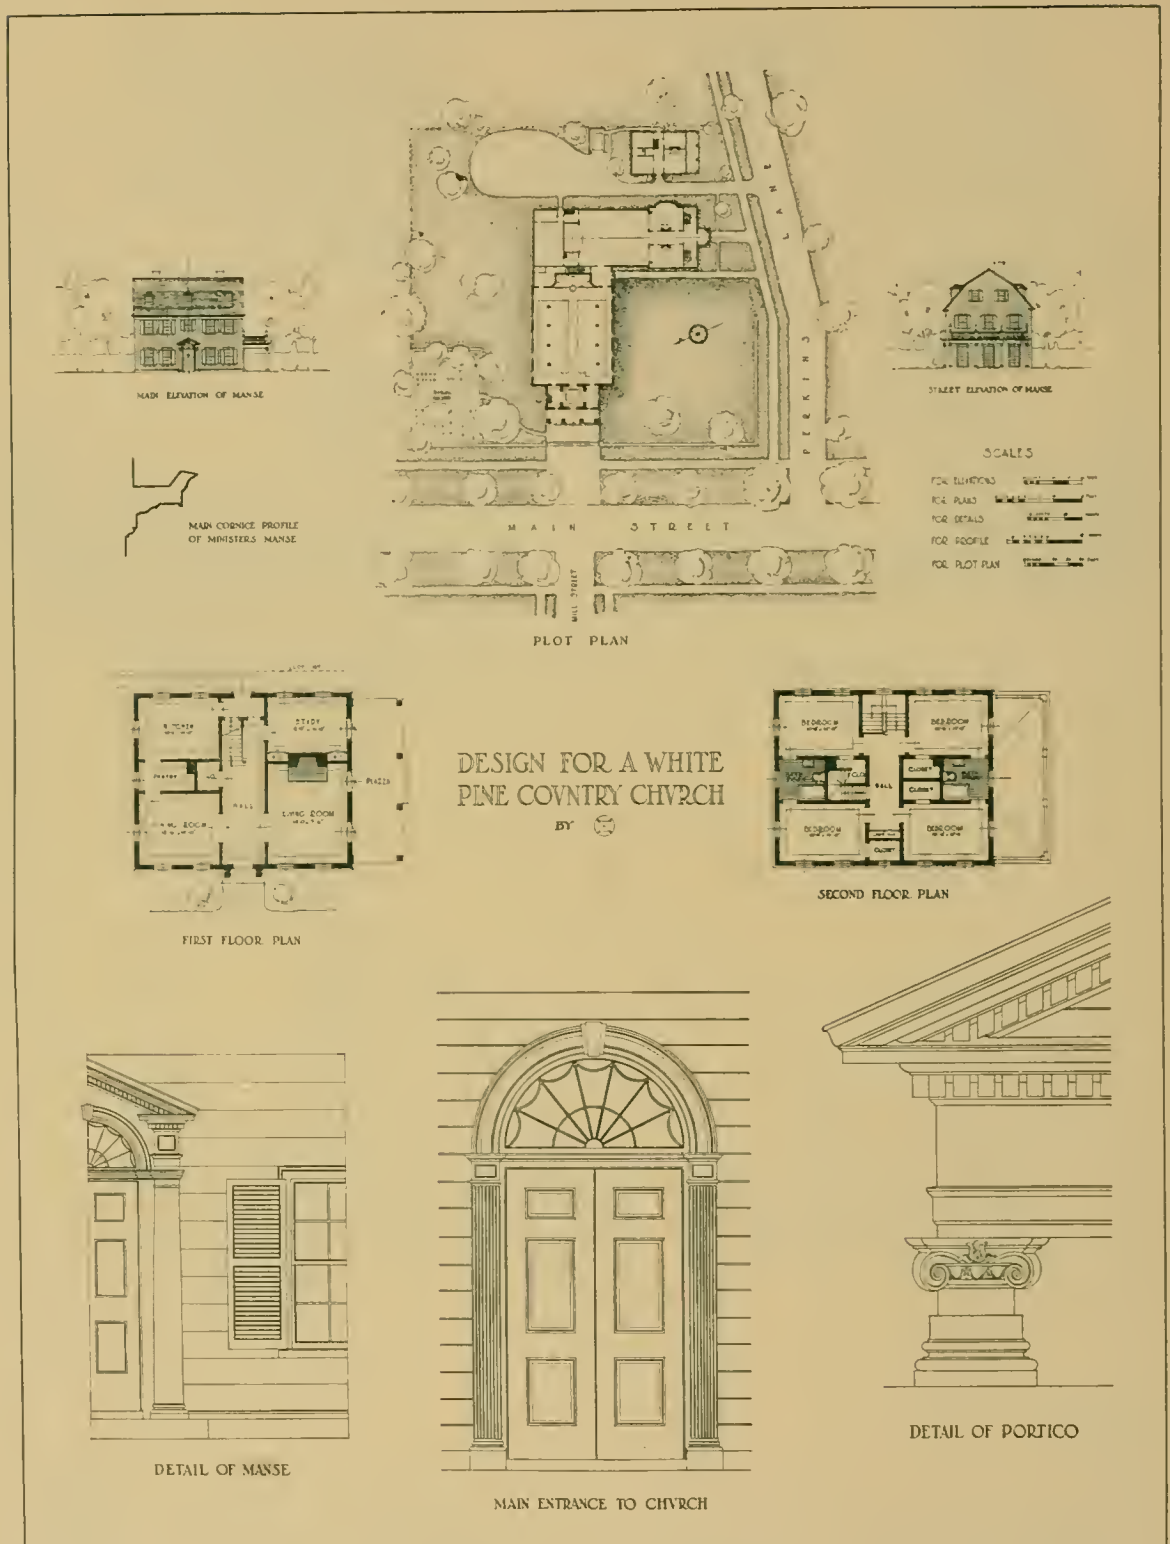 PERKINS LANE
MAIN ELEVATION OF MANSE
STREET ELEVATION OF MANSE
SCALES
FOR ELEVATIONS
FOR PLANS
FOR DETAILS
FOR PROFILE
FOR PLOT PLAN
MAIN CORNICE PROFILE
OF MINISTERS MANSE
MAIN STREET
MILL STREET
PLOT PLAN
KITCHEN
STUDY
PANTRY
HALL
LIVING ROOM
PIAZZA
FIRST FLOOR PLAN
DESIGN FOR A WHITE
PINE COVNTRY CHVRCH
BY
BEDROOM
BEDROOM
CLOSET
CLOSET
HALL
BEDROOM
BEDROOM
CLOSET
SECOND FLOOR PLAN
DETAIL OF MANSE
MAIN ENTRANCE TO CHVRCH
DETAIL OF PORTICO